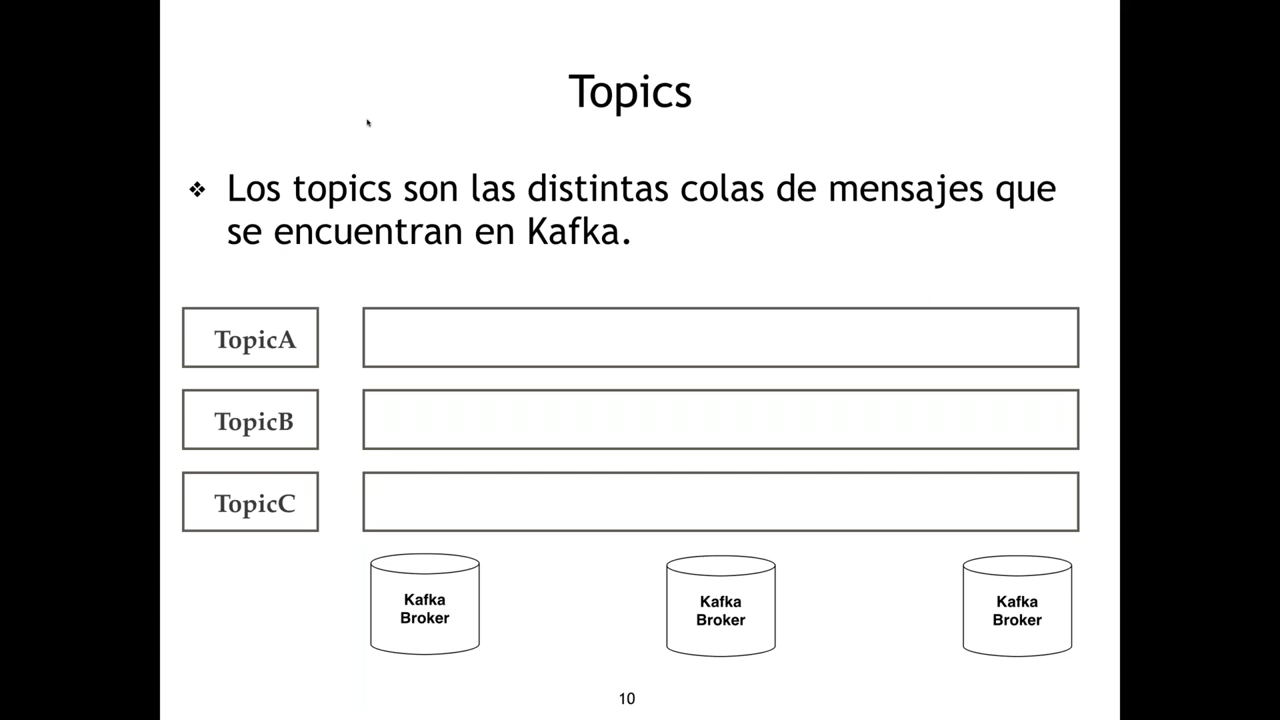 Topics
❖ Los topics son las distintas colas de mensajes que
se encuentran en Kafka.
TopicA
TopicB
TopicC
Kafka
Broker
Kafka
Broker
Kafka
Broker
10